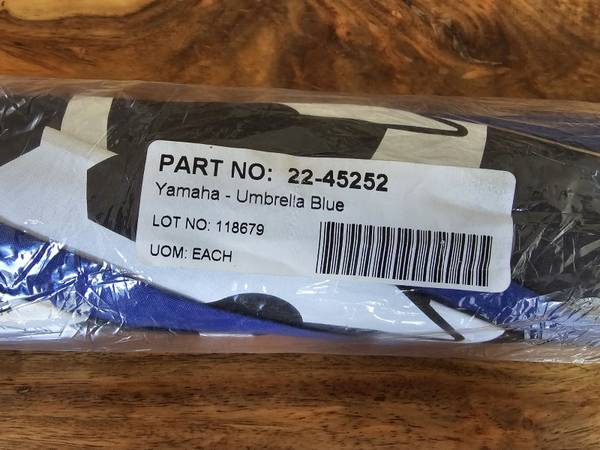 PART NO: 22-45252
Yamaha - Umbrella Blue
LOT NO: 118679
UOM: EACH